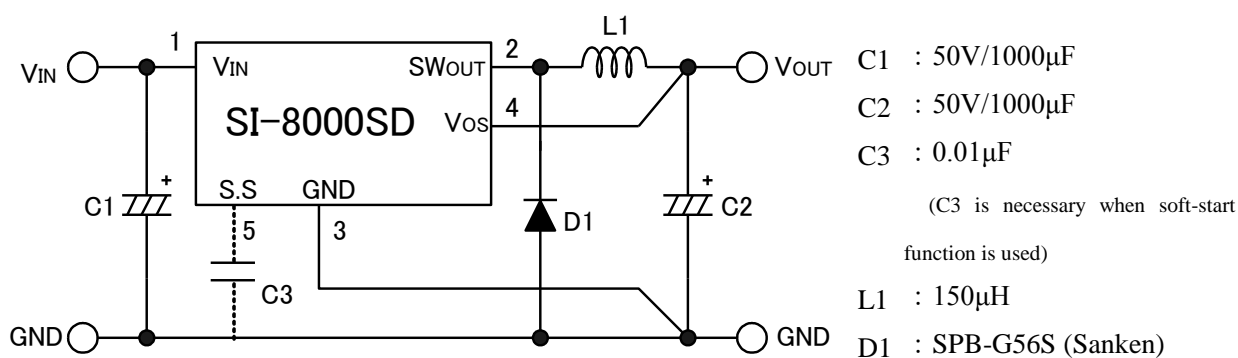 VIN
1
VIN
SWOUT
2
L1
VOUT
SI-8000SD
VOS
4
S.S
GND
C1
+
5
3
C3
D1
+
C2
GND
GND
C1 : 50V/1000μF
C2 : 50V/1000μF
C3 : 0.01μF
(C3 is necessary when soft-start
function is used)
L1 : 150μH
D1 : SPB-G56S (Sanken)